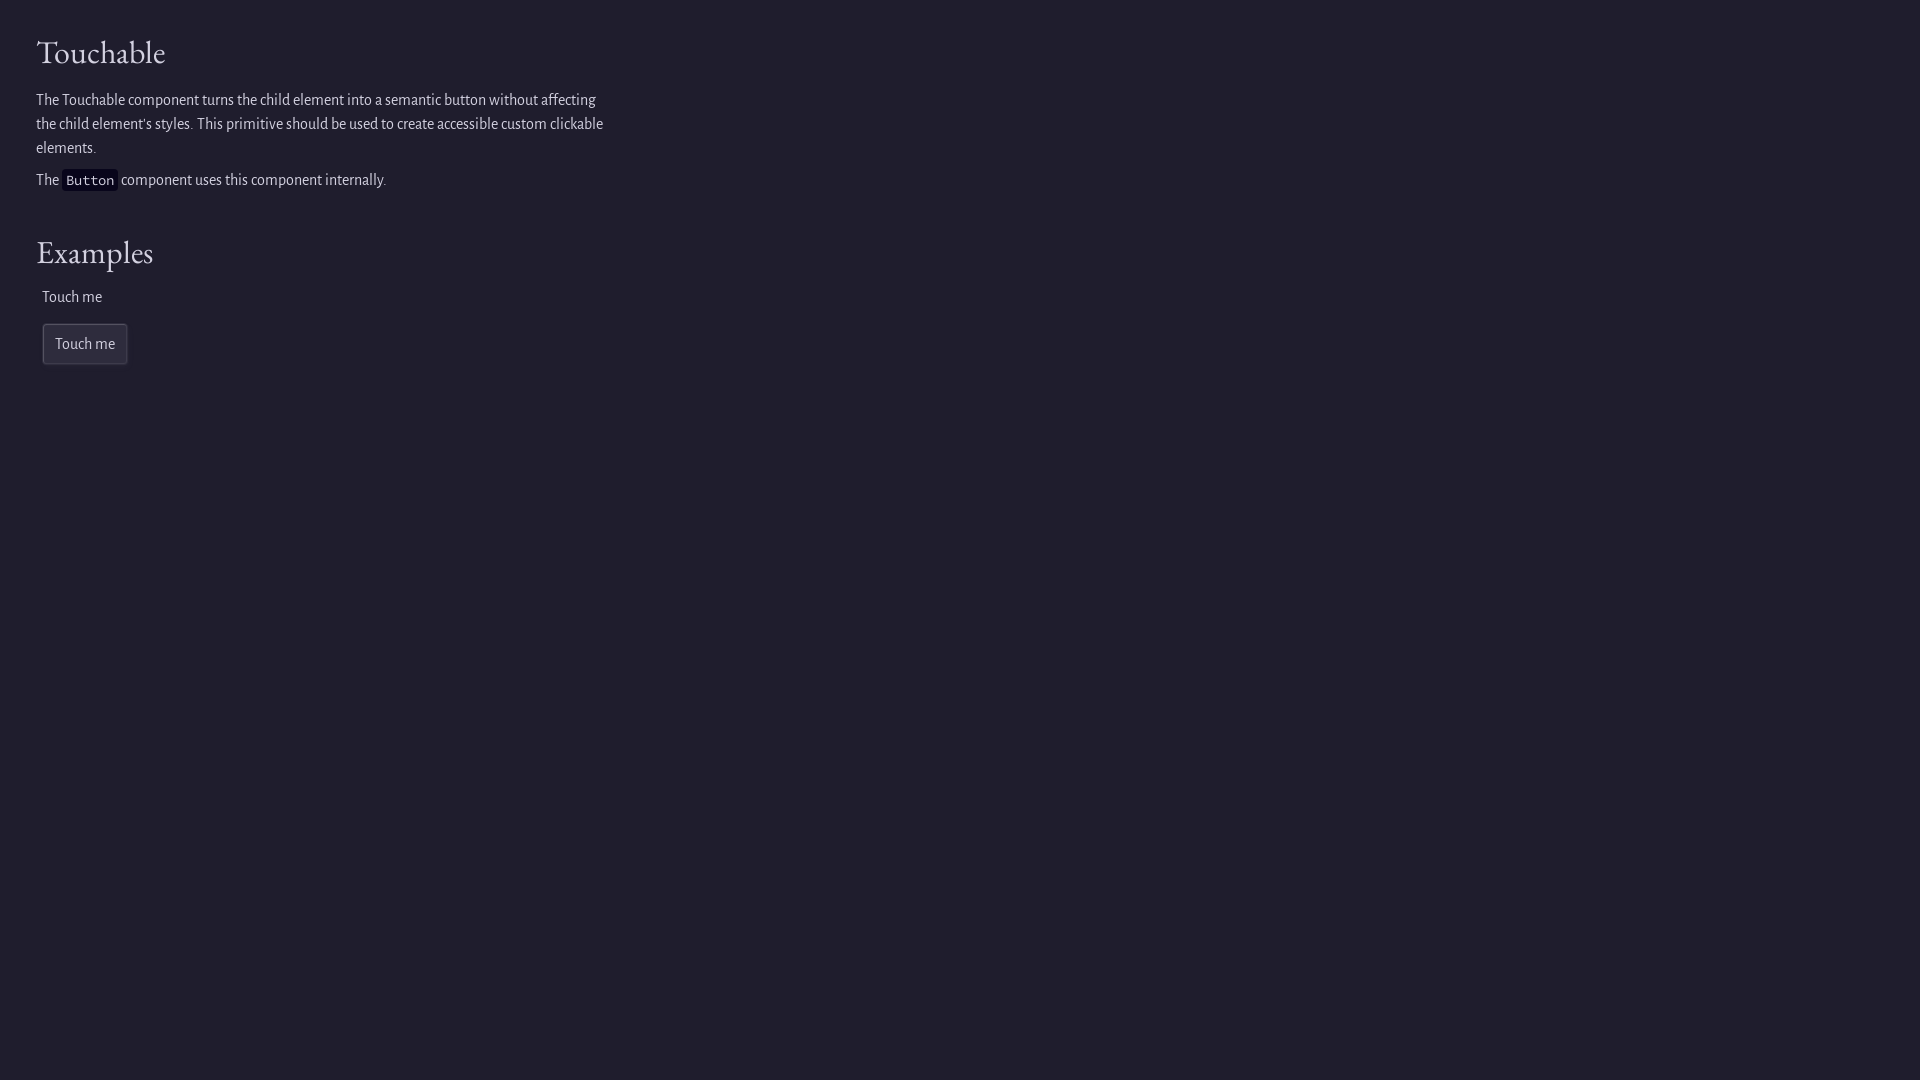 Touchable
The Touchable component turns the child element into a semantic button without affecting
the child element's styles. This primitive should be used to create accessible custom clickable
elements.
The Button component uses this component internally.
Examples
Touch me
Touch me